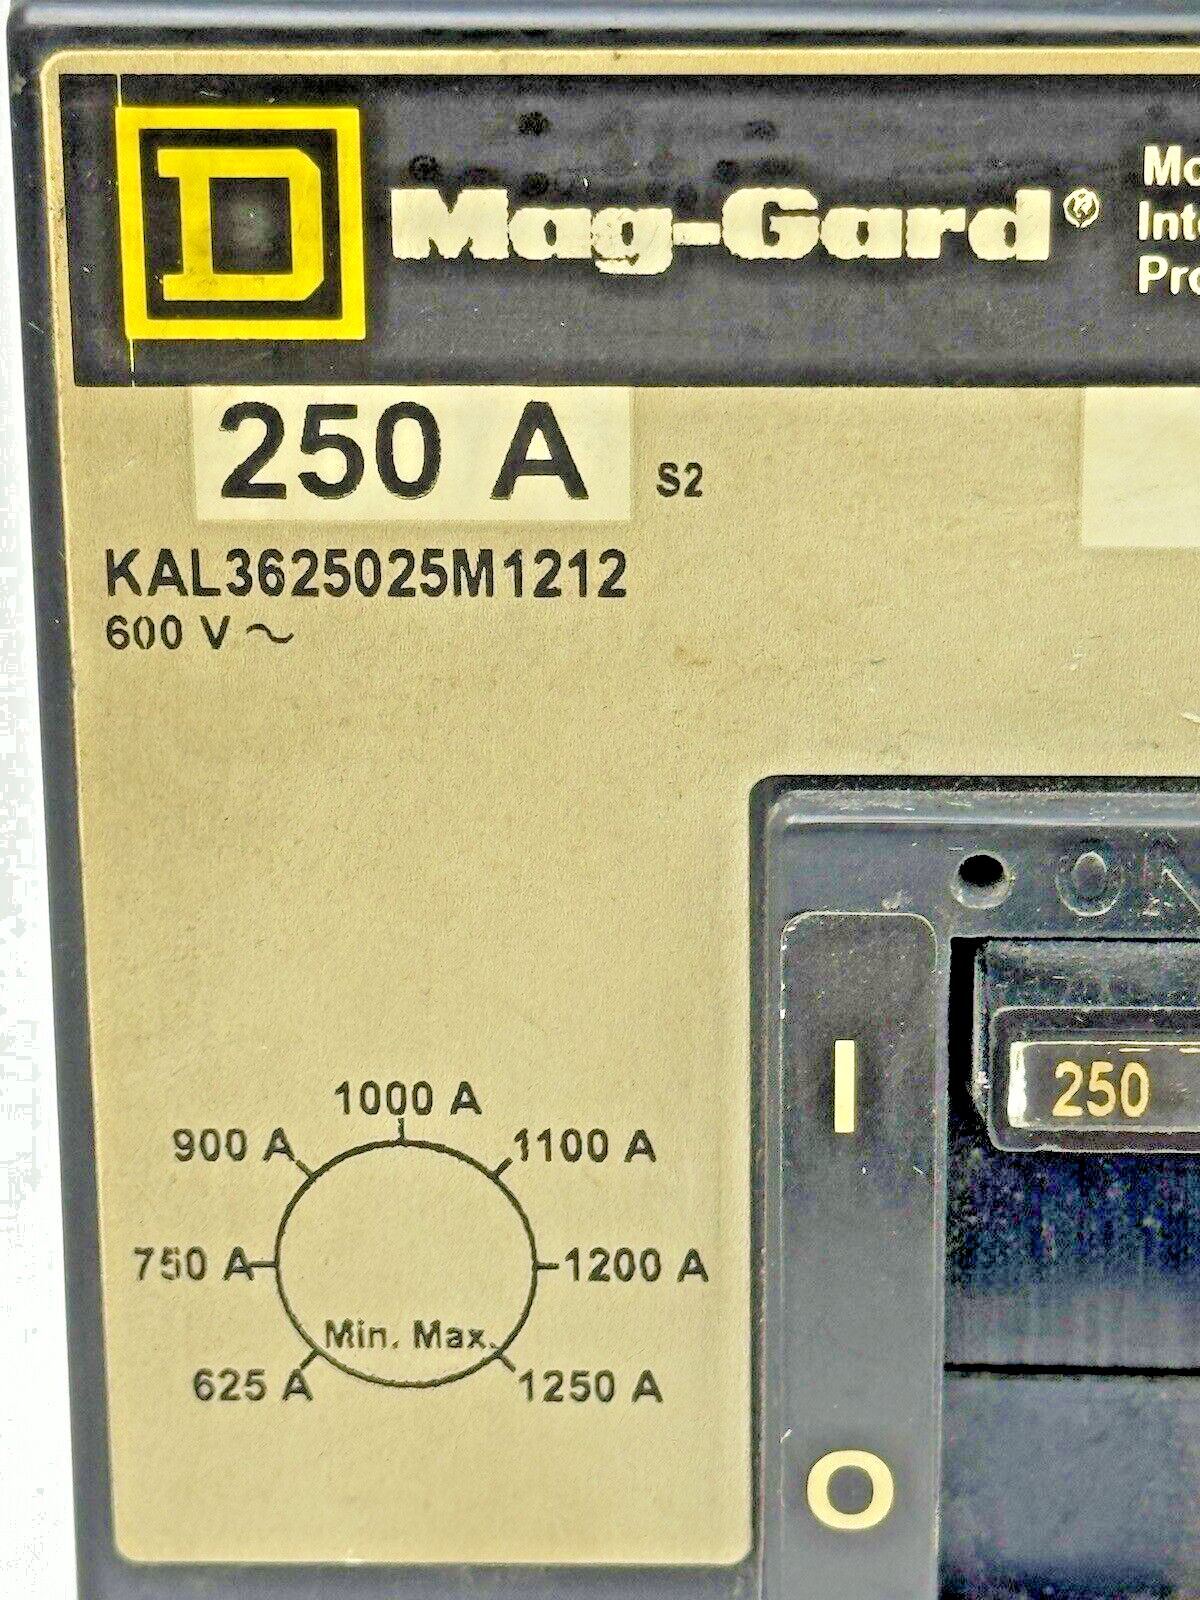 D
Mag-Gard®
250 A S2
KAL3625025M1212
600 V ~
1000 A
900 A
1100 A
750 A
1200 A
Min. Max.
625 A
1250 A
I
250
O